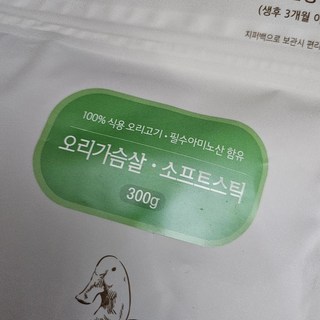 (생후 3개월 이
지퍼백으로 보관시 편리
100% 식용 오리고기 · 필수아미노산 함유
오리가슴살 · 소프트스틱
300g